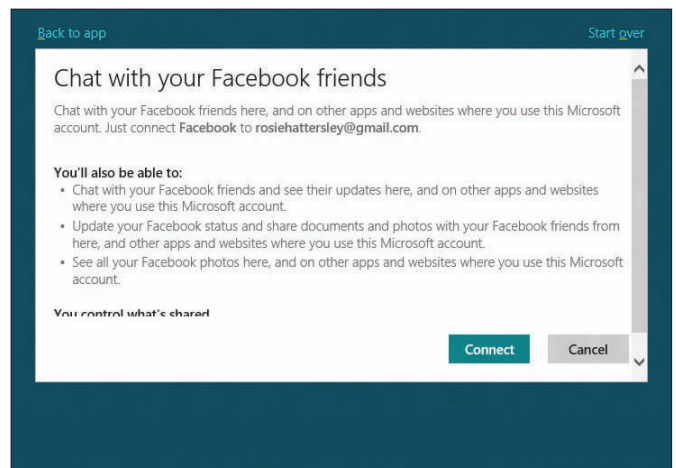 Back to app
Start over
Chat with your Facebook friends
Chat with your Facebook friends here, and on other apps and websites where you use this Microsoft
account. Just connect Facebook to rosiehattersley@gmail.com.
You'll also be able to:
• Chat with your Facebook friends and see their updates here, and on other apps and websites
where you use this Microsoft account.
• Update your Facebook status and share documents and photos with your Facebook friends from
here, and other apps and websites where you use this Microsoft account.
• See all your Facebook photos here, and on other apps and websites where you use this Microsoft
account.
You control what's shared
Connect
Cancel